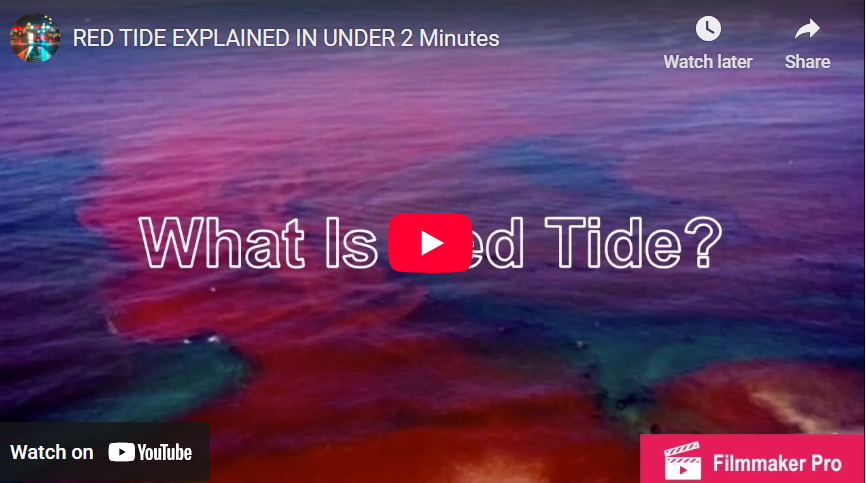 RED TIDE EXPLAINED IN UNDER 2 Minutes
Watch later
Share
What Is ed Tide?
Watch on YouTube
Filmmaker Pro